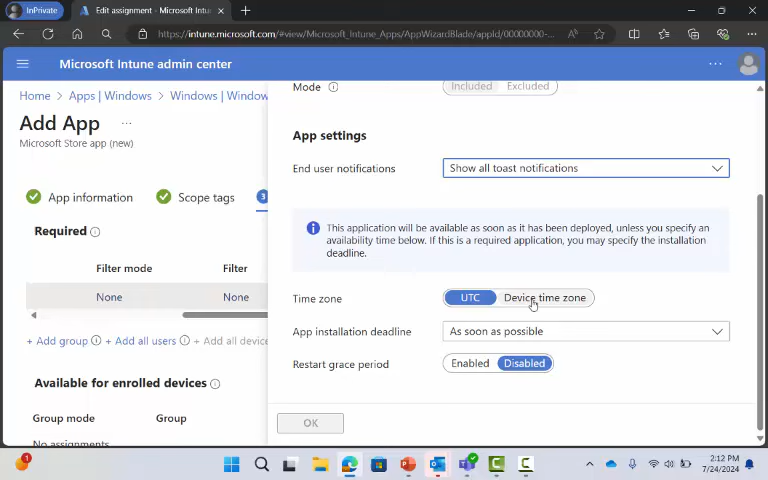 InPrivate
Edit assignment - Microsoft Intu
https://intune.microsoft.com/#view/Microsoft_Intune_Apps/AppWizardBlade/appId/00000000-...
Microsoft Intune admin center
Home > Apps | Windows > Windows | Window
Add App ...
Microsoft Store app (new)
App information
Scope tags
3
Required
Filter mode
Filter
None
None
+ Add group + Add all users + Add all device
Available for enrolled devices
Group mode
Group
No assignments
Mode
Included
Excluded
App settings
End user notifications
Show all toast notifications
This application will be available as soon as it has been deployed, unless you specify an
availability time below. If this is a required application, you may specify the installation
deadline.
Time zone
UTC
Device time zone
App installation deadline
As soon as possible
Restart grace period
Enabled
Disabled
OK
1
2:12 PM
7/24/2024